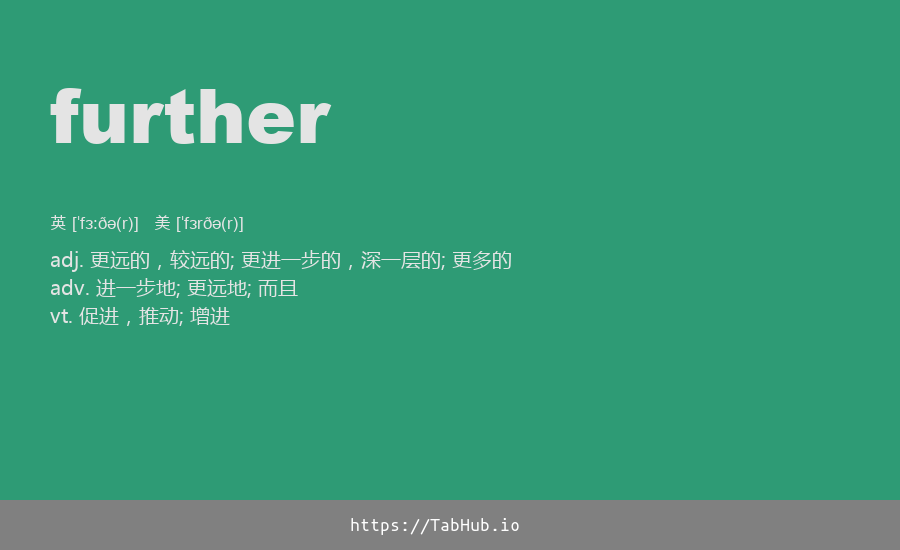 further
英 [ˈfɜːðə(r)] 美 [ˈfɜrðə(r)]
adj. 更远的，较远的; 更进一步的，深一层的; 更多的
adv. 进一步地; 更远地; 而且
vt. 促进，推动; 增进
https://TabHub.io